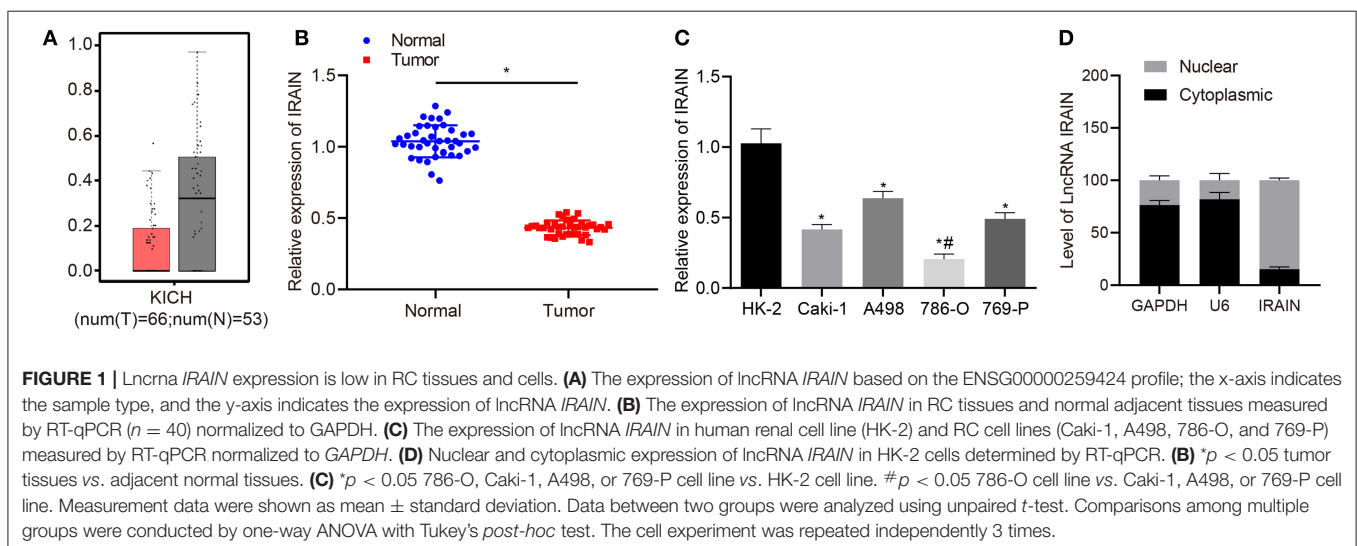 A
1.0
0.8
0.6
0.4
0.2
0.0
KICH
(num(T)=66;num(N)=53)
B
Normal
Tumor
*
Relative expression of IRAIN
1.5
1.0
0.5
0.0
Normal
Tumor
C
Relative expression of IRAIN
1.5
1.0
0.5
0.0
*
*
*#
*
HK-2
Caki-1
A498
786-O
769-P
D
Nuclear
Cytoplasmic
Level of LncRNA IRAIN
200
150
100
50
0
GAPDH
U6
IRAIN
FIGURE 1 | Lncrna IRAIN expression is low in RC tissues and cells. (A) The expression of lncRNA IRAIN based on the ENSG00000259424 profile; the x-axis indicates
the sample type, and the y-axis indicates the expression of lncRNA IRAIN. (B) The expression of lncRNA IRAIN in RC tissues and normal adjacent tissues measured
by RT-qPCR (n = 40) normalized to GAPDH. (C) The expression of lncRNA IRAIN in human renal cell line (HK-2) and RC cell lines (Caki-1, A498, 786-O, and 769-P)
measured by RT-qPCR normalized to GAPDH. (D) Nuclear and cytoplasmic expression of lncRNA IRAIN in HK-2 cells determined by RT-qPCR. (B) *p < 0.05 tumor
tissues vs. adjacent normal tissues. (C) *p < 0.05 786-O, Caki-1, A498, or 769-P cell line vs. HK-2 cell line. #p < 0.05 786-O cell line vs. Caki-1, A498, or 769-P cell
line. Measurement data were shown as mean ± standard deviation. Data between two groups were analyzed using unpaired t-test. Comparisons among multiple
groups were conducted by one-way ANOVA with Tukey's post-hoc test. The cell experiment was repeated independently 3 times.